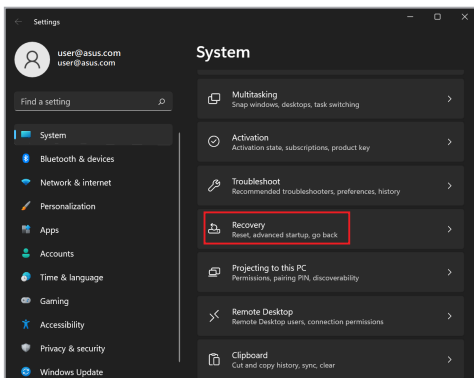 Settings
user@asus.com
user@asus.com
Find a setting
System
Bluetooth & devices
Network & internet
Personalization
Apps
Accounts
Time & language
Gaming
Accessibility
Privacy & security
Windows Update
System
Multitasking
Snap windows, desktops, task switching
Activation
Activation state, subscriptions, product key
Troubleshoot
Recommended troubleshooters, preferences, history
Recovery
Reset, advanced startup, go back
Projecting to this PC
Permissions, pairing PIN, discoverability
Remote Desktop
Remote Desktop users, connection permissions
Clipboard
Cut and copy history, sync, clear